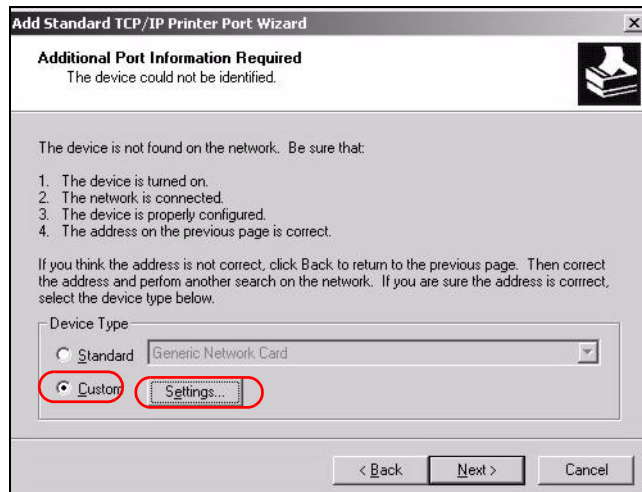 Add Standard TCP/IP Printer Port Wizard
Additional Port Information Required
The device could not be identified.
The device is not found on the network. Be sure that:
1. The device is turned on.
2. The network is connected.
3. The device is properly configured.
4. The address on the previous page is correct.
If you think the address is not correct, click Back to return to the previous page. Then correct
the address and perfom another search on the network. If you are sure the address is corrrect,
select the device type below.
Device Type
Standard Generic Network Card
Custom Settings...
< Back Next > Cancel